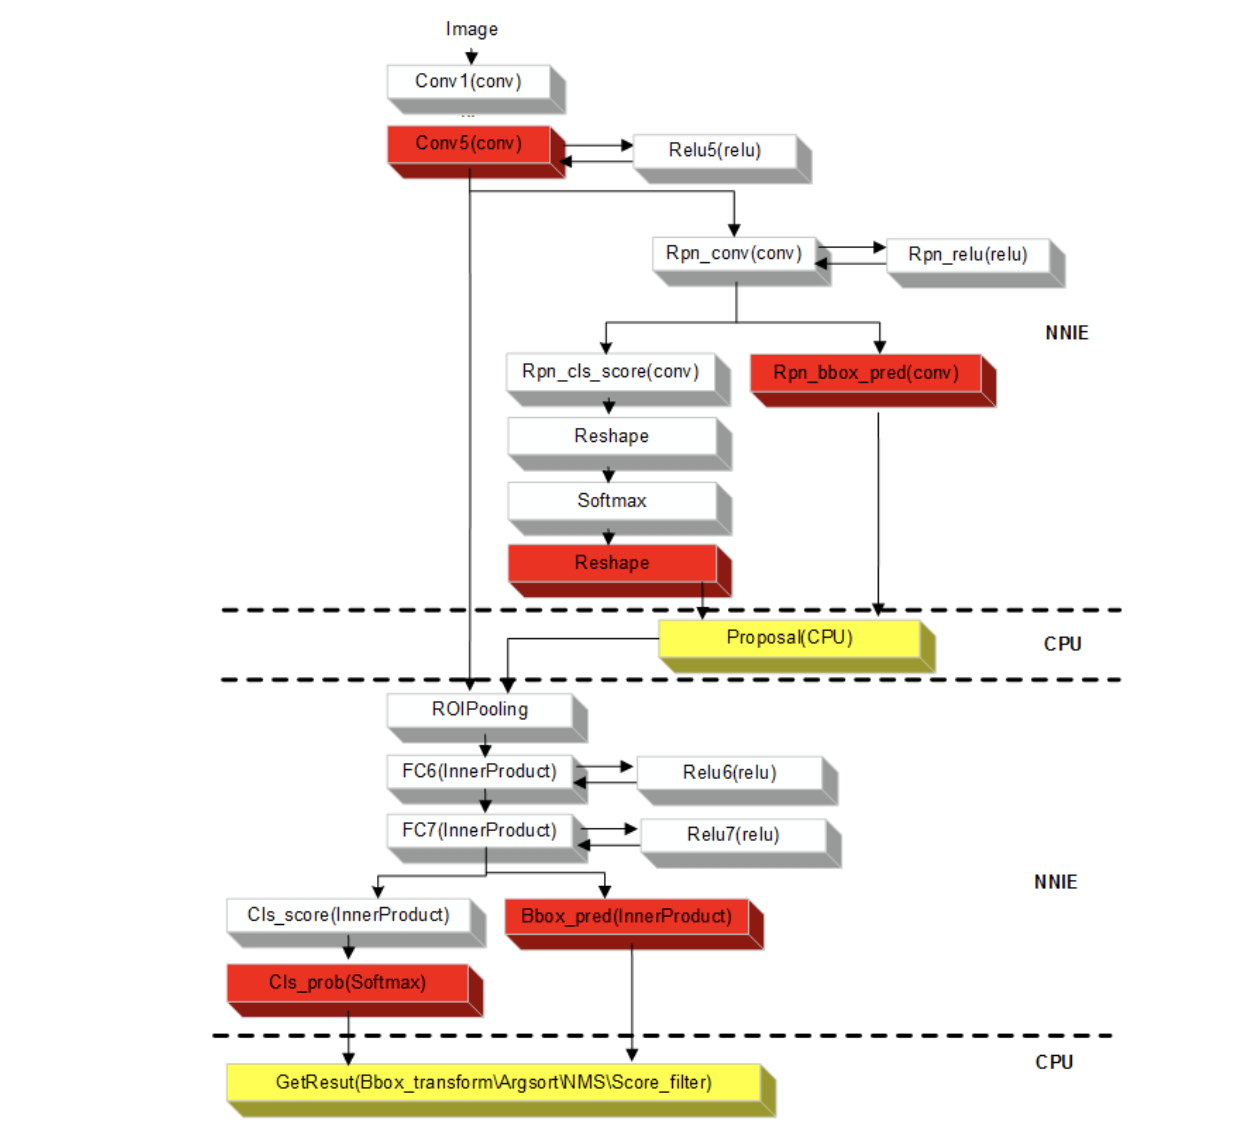 Image
Conv1(conv)
...
Conv5(conv)
Relu5(relu)
Rpn_conv(conv)
Rpn_relu(relu)
NNIE
Rpn_cls_score(conv)
Rpn_bbox_pred(conv)
Reshape
Softmax
Reshape
Proposal(CPU)
CPU
ROIPooling
FC6(InnerProduct)
Relu6(relu)
FC7(InnerProduct)
Relu7(relu)
NNIE
Cls_score(InnerProduct)
Bbox_pred(InnerProduct)
Cls_prob(Softmax)
CPU
GetResut(Bbox_transform\Argsort\NMS\Score_filter)